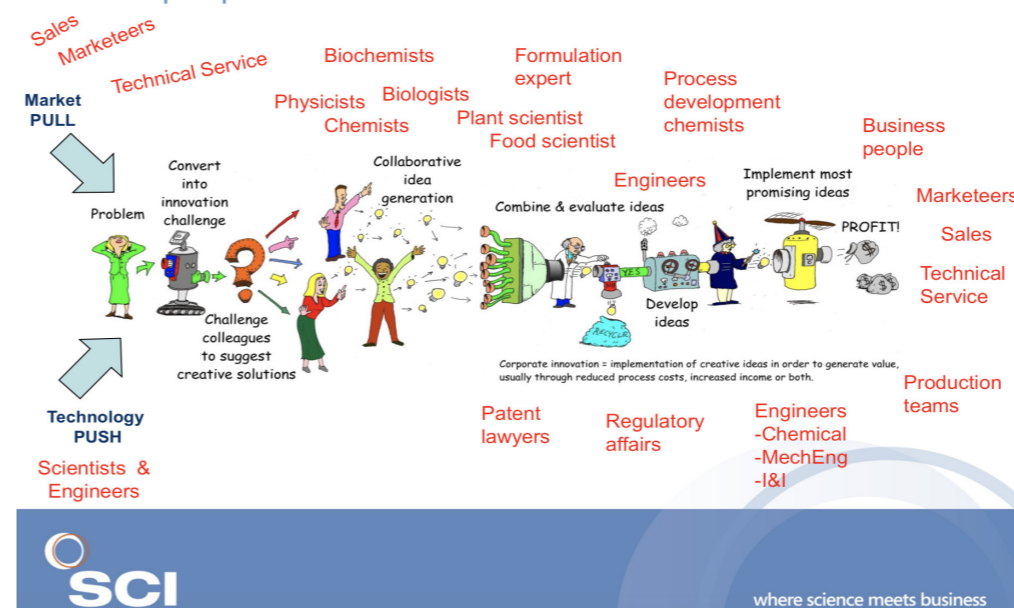 Sales
Marketeers
Technical Service
Market
PULL
Biochemists
Physicists
Biologists
Chemists
Formulation
expert
Plant scientist
Food scientist
Process
development
chemists
Engineers
Business
people
Marketeers
Sales
Technical
Service
Problem
Convert
into
innovation
challenge
?
Challenge
colleagues
to suggest
creative solutions
Collaborative
idea
generation
Combine & evaluate ideas
YES
RECYCLE
Develop
ideas
Implement most
promising ideas
PROFIT!
$
$
$
Corporate innovation = implementation of creative ideas in order to generate value,
usually through reduced process costs, increased income or both.
Technology
PUSH
Scientists &
Engineers
Patent
lawyers
Regulatory
affairs
Engineers
-Chemical
-MechEng
-I&I
Production
teams
SCI
where science meets business